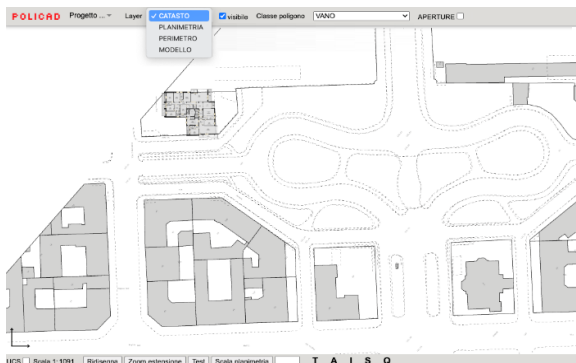 POLICAD Progetto ... Layer ✓ CATASTO visibile Classe poligono VANO APERTURE
PLANIMETRIA
PERIMETRO
MODELLO
UCS Scala 1: 1091 Ridisegna Zoom estensione Test Scala planimetria T A I S O